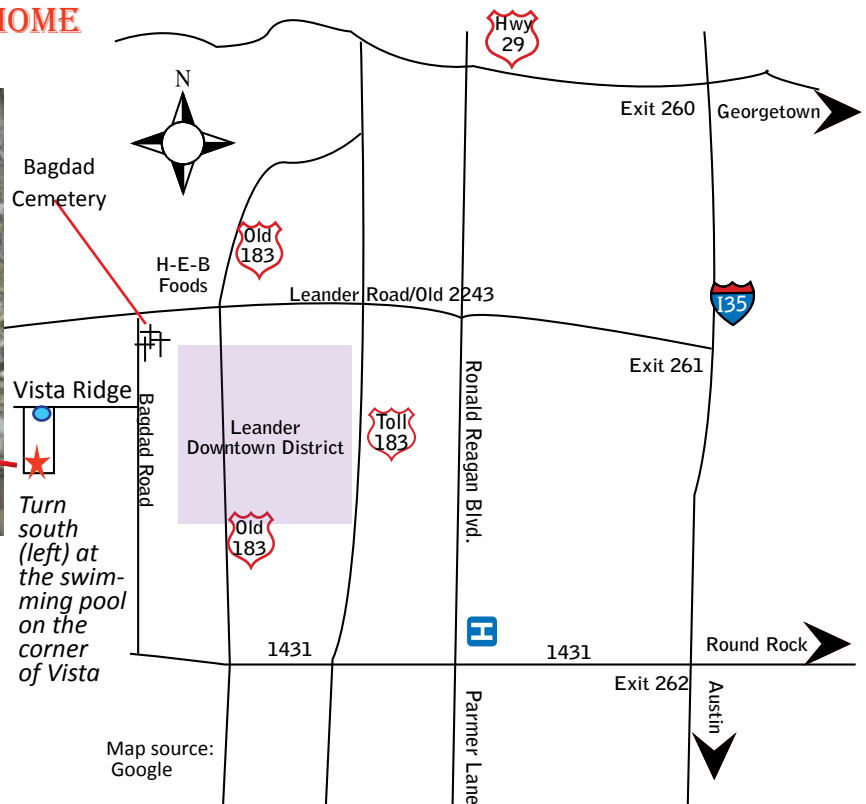 HOME
Hwy
29
N
Exit 260
Georgetown
Bagdad
Cemetery
Old
183
H-E-B
Foods
Leander Road/Old 2243
I35
Exit 261
Vista Ridge
Bagdad Road
Leander
Downtown District
Toll
183
Ronald Reagan Blvd.
Turn
south
(left) at
the swim-
ming pool
on the
corner
of Vista
Old
183
H
1431
1431
Round Rock
Exit 262
Austin
Parmer Lane
Map source:
Google